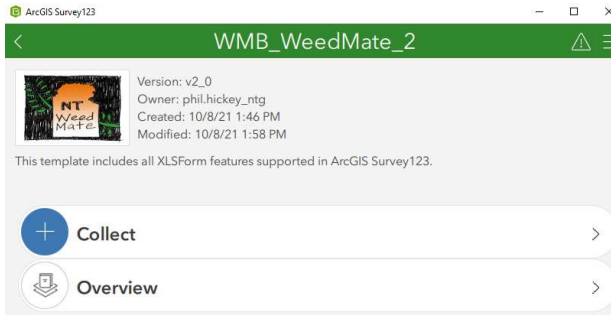 ArcGIS Survey123
WMB_WeedMate_2
NT
Weed
Mate
Version: v2_0
Owner: phil.hickey_ntg
Created: 10/8/21 1:46 PM
Modified: 10/8/21 1:58 PM
This template includes all XLSForm features supported in ArcGIS Survey123.
Collect
Overview